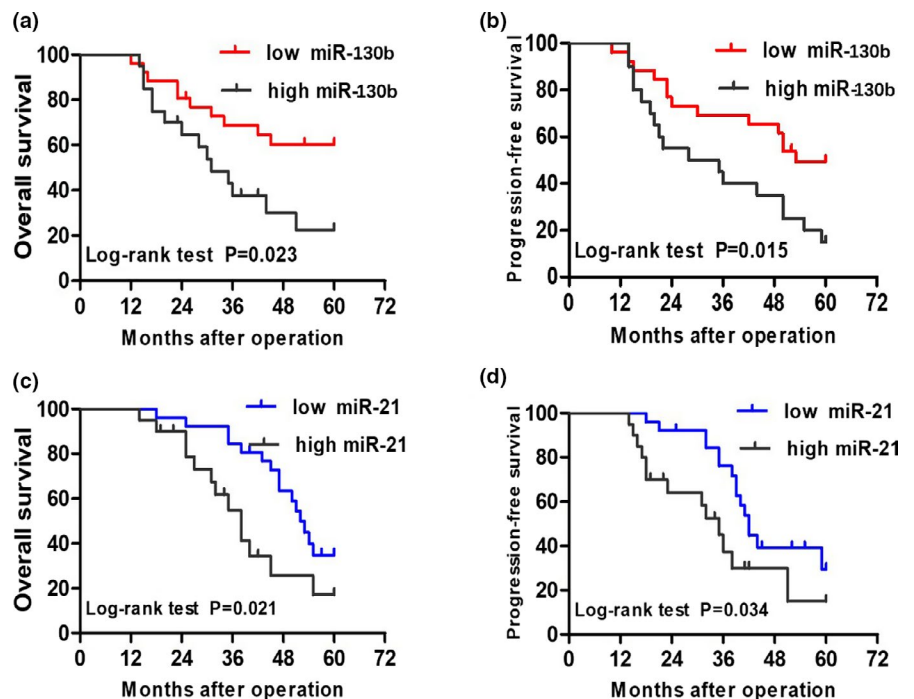 (a)
low miR-130b
high miR-130b
Overall survival
100
80
60
40
20
0
Log-rank test P=0.023
0 12 24 36 48 60 72
Months after operation
(b)
low miR-130b
high miR-130b
Progression-free survival
100
80
60
40
20
0
Log-rank test P=0.015
0 12 24 36 48 60 72
Months after operation
(c)
low miR-21
high miR-21
Overall survival
100
80
60
40
20
0
Log-rank test P=0.021
0 12 24 36 48 60 72
Months after operation
(d)
low miR-21
high miR-21
Progression-free survival
100
80
60
40
20
0
Log-rank test P=0.034
0 12 24 36 48 60 72
Months after operation